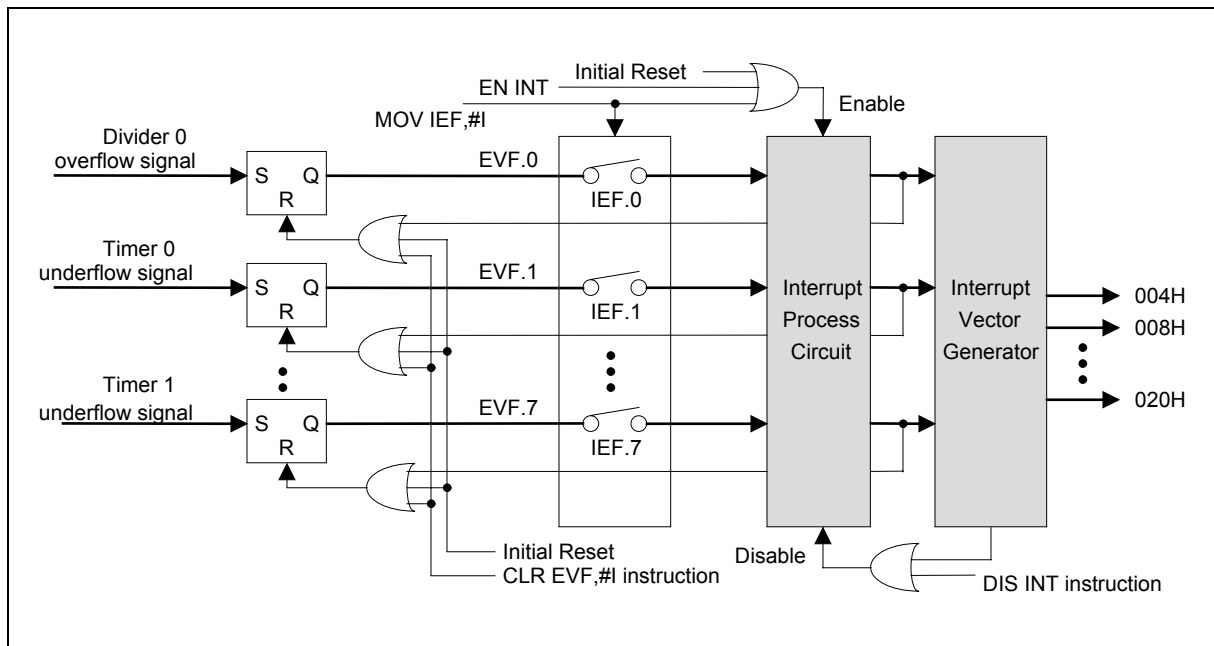 Initial Reset
EN INT
MOV IEF,#I
Enable
Divider 0
overflow signal
S Q
R
EVF.0
IEF.0
Timer 0
underflow signal
S Q
R
EVF.1
IEF.1
Interrupt
Process
Circuit
Interrupt
Vector
Generator
004H
008H
020H
Timer 1
underflow signal
S Q
R
EVF.7
IEF.7
Initial Reset
CLR EVF,#I instruction
Disable
DIS INT instruction